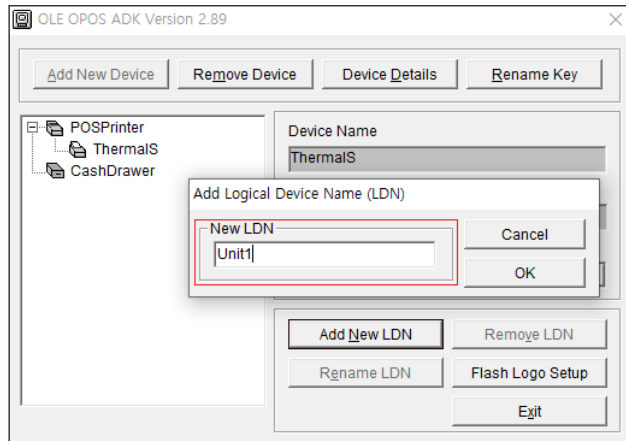 OLE OPOS ADK Version 2.89
Add New Device
Remove Device
Device Details
Rename Key
POSPrinter
ThermalS
CashDrawer
Device Name
ThermalS
Add Logical Device Name (LDN)
New LDN
Unit1
Cancel
OK
Add New LDN
Remove LDN
Rename LDN
Flash Logo Setup
Exit